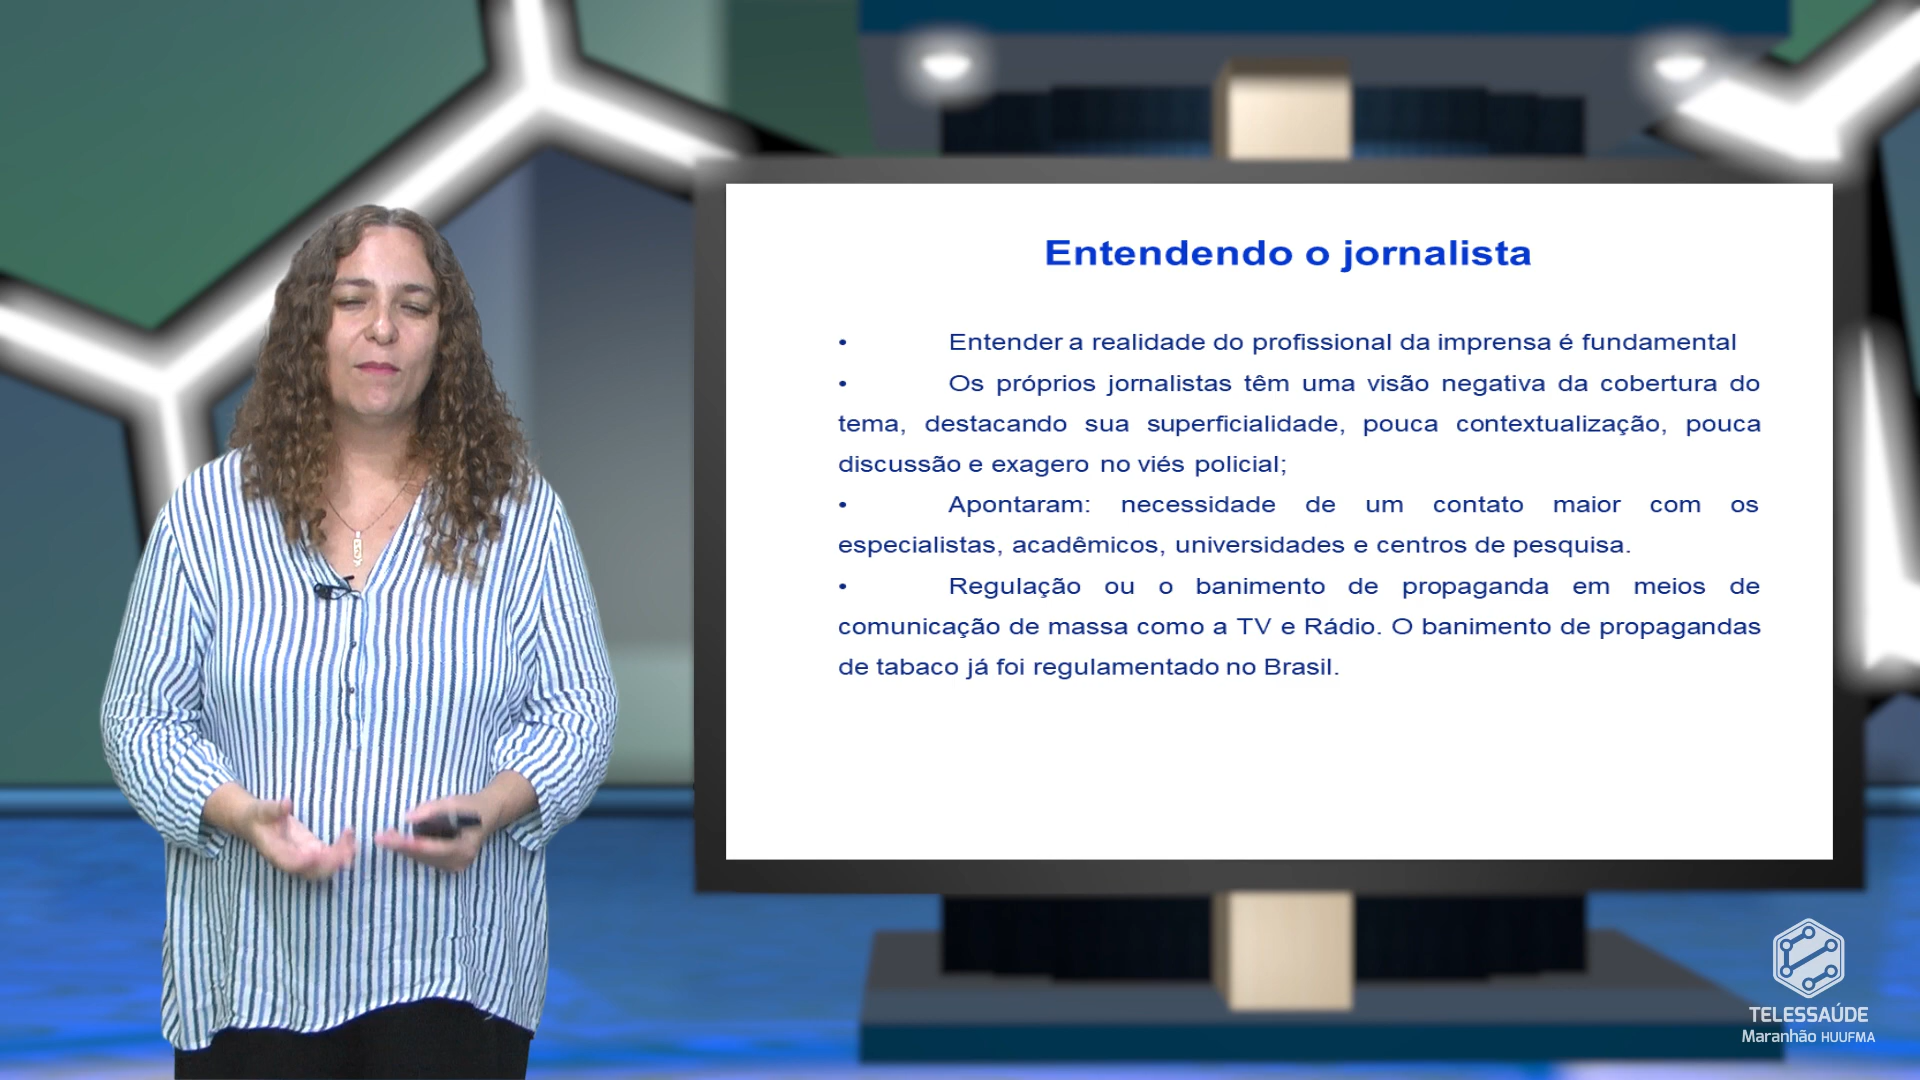 Entendendo o jornalista
• Entender a realidade do profissional da imprensa é fundamental
• Os próprios jornalistas têm uma visão negativa da cobertura do
tema, destacando sua superficialidade, pouca contextualização, pouca
discussão e exagero no viés policial;
• Apontaram: necessidade de um contato maior com os
especialistas, acadêmicos, universidades e centros de pesquisa.
• Regulação ou o banimento de propaganda em meios de
comunicação de massa como a TV e Rádio. O banimento de propagandas
de tabaco já foi regulamentado no Brasil.
TELESSAÚDE
Maranhão HUUFMA